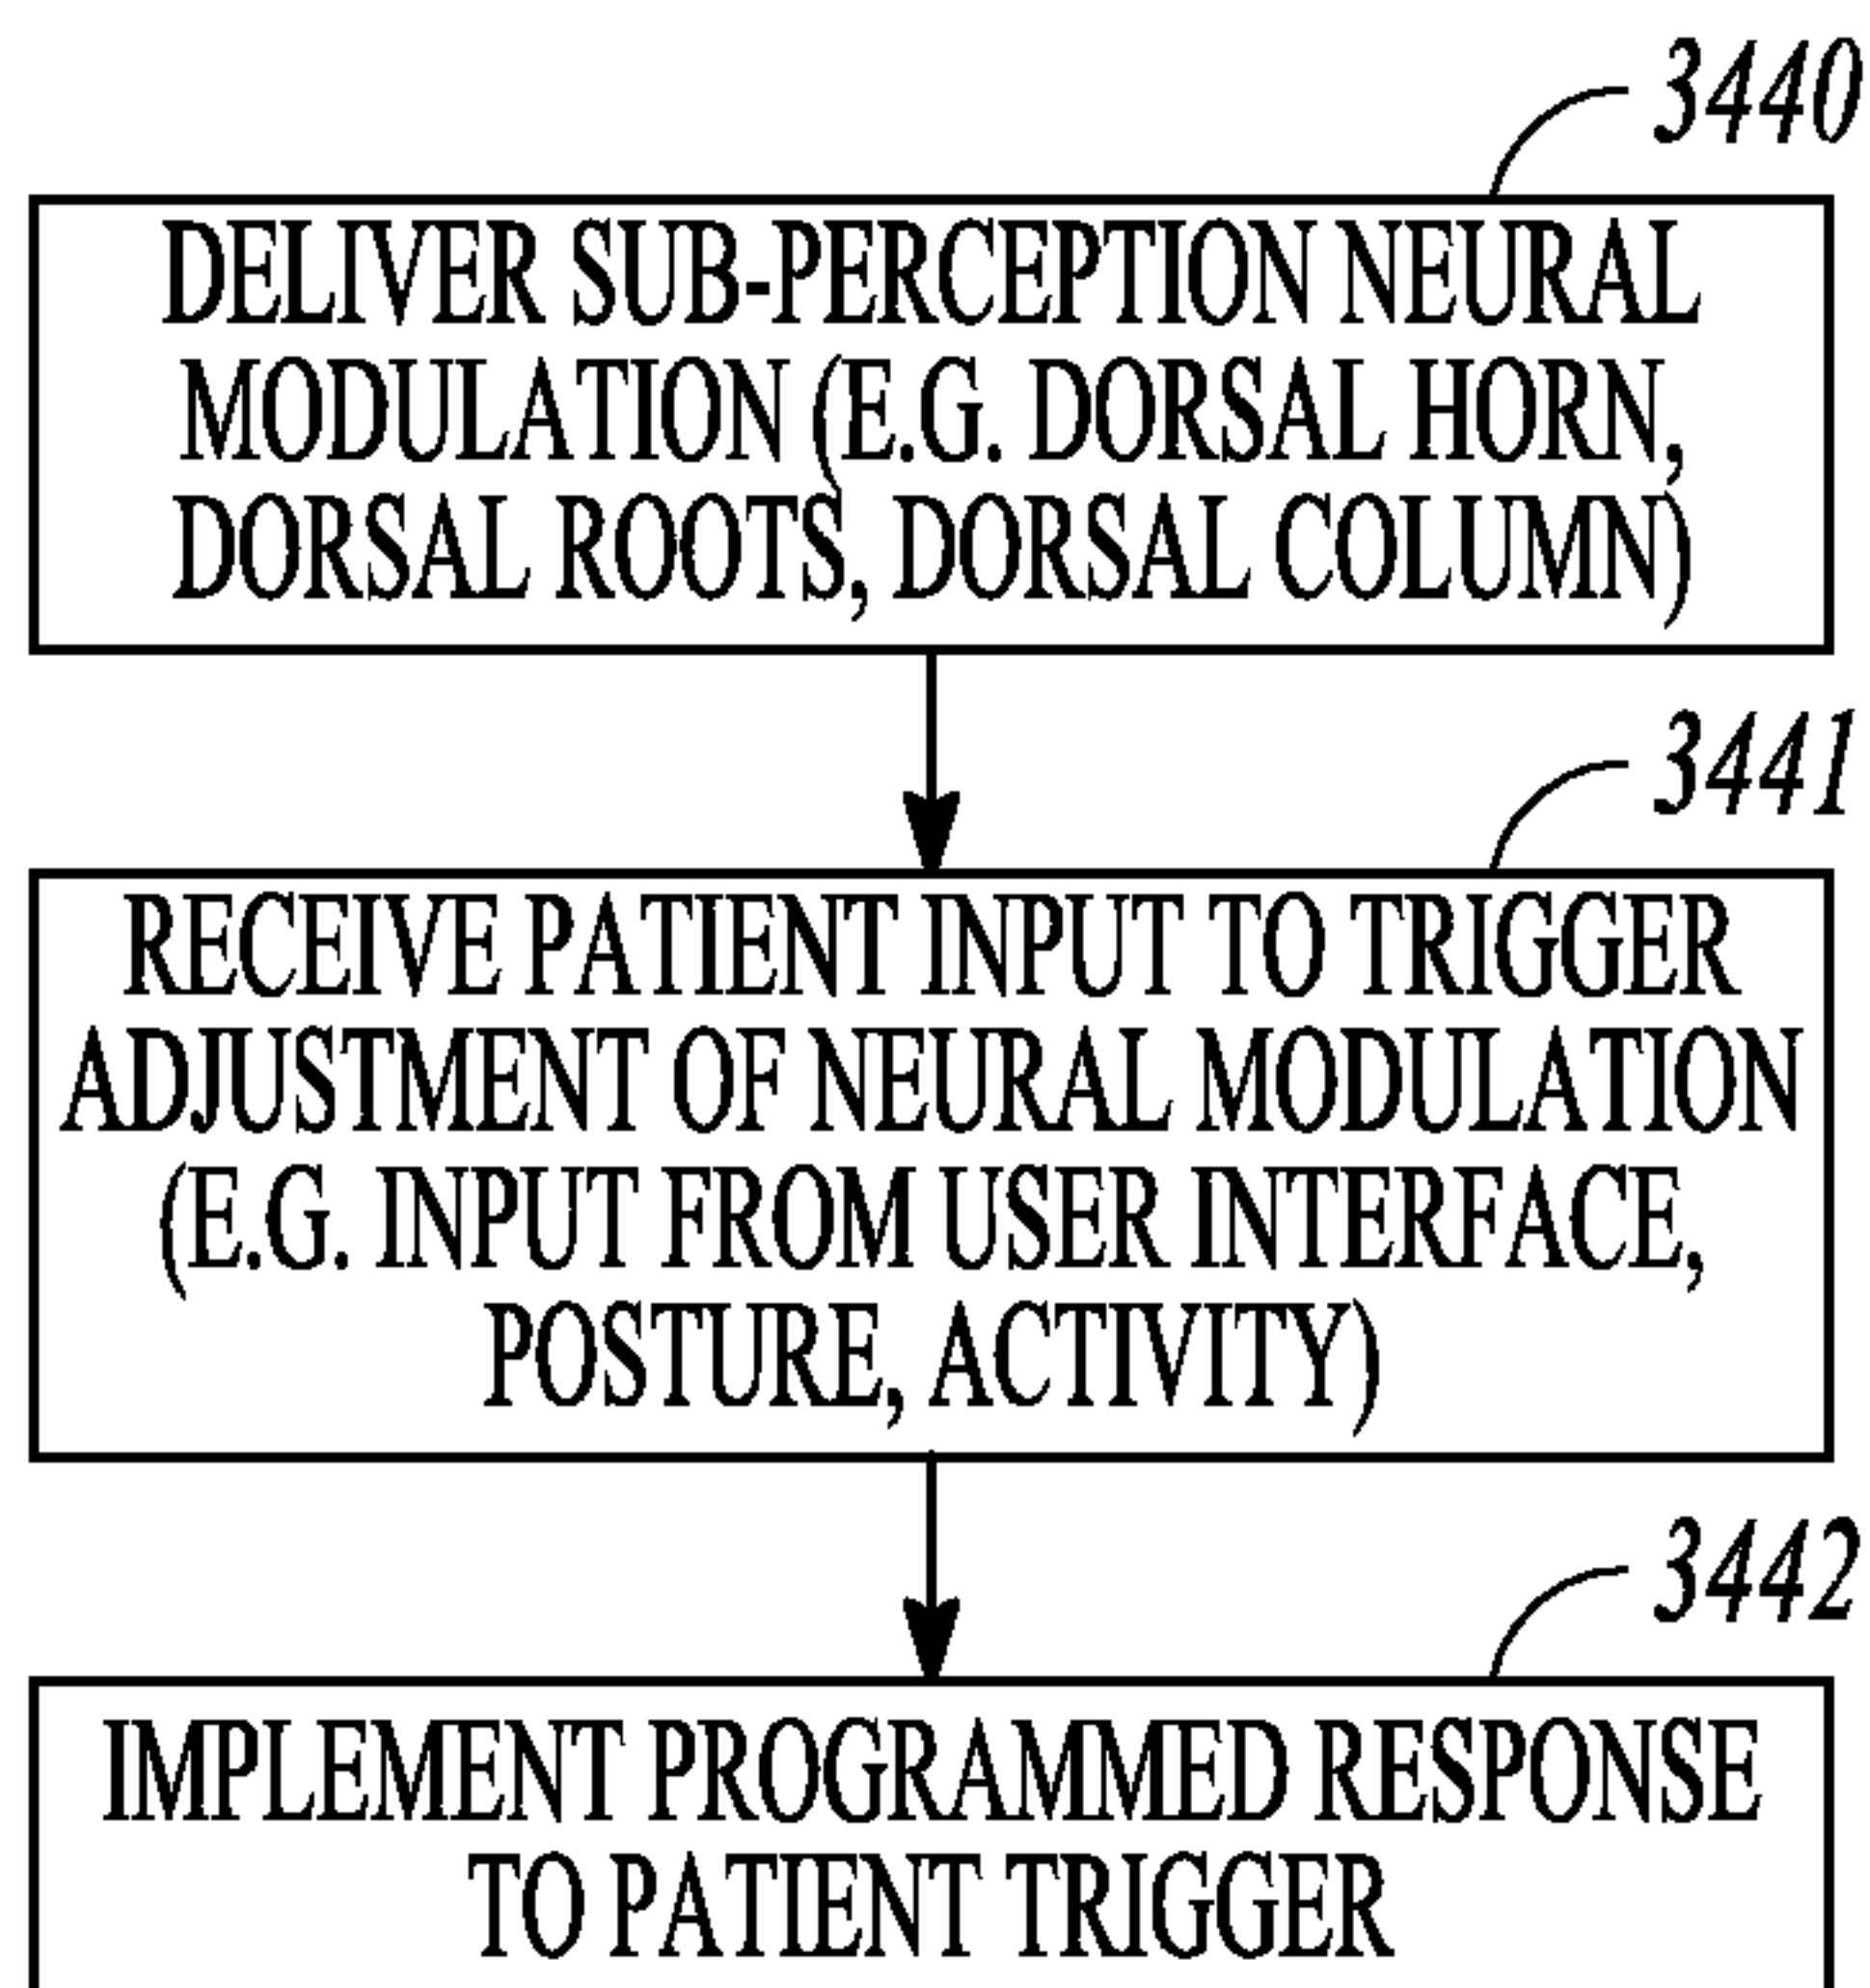 3440
DELIVER SUB-PERCEPTION NEURAL
MODULATION (E.G. DORSAL HORN,
DORSAL ROOTS, DORSAL COLUMN)
3441
RECEIVE PATIENT INPUT TO TRIGGER
ADJUSTMENT OF NEURAL MODULATION
(E.G. INPUT FROM USER INTERFACE,
POSTURE, ACTIVITY)
3442
IMPLEMENT PROGRAMMED RESPONSE
TO PATIENT TRIGGER